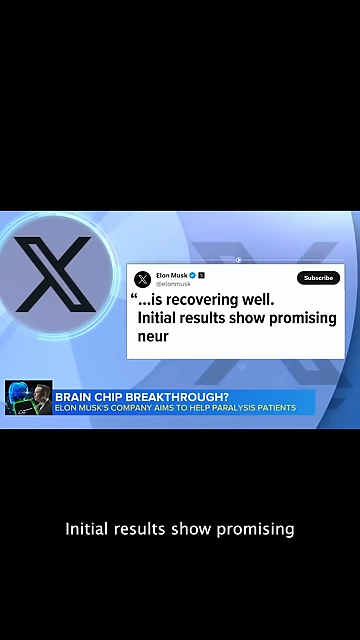 Elon Musk
@elonmusk
Subscribe
“...is recovering well.
Initial results show promising
neur
BRAIN CHIP BREAKTHROUGH?
ELON MUSK'S COMPANY AIMS TO HELP PARALYSIS PATIENTS
Initial results show promising